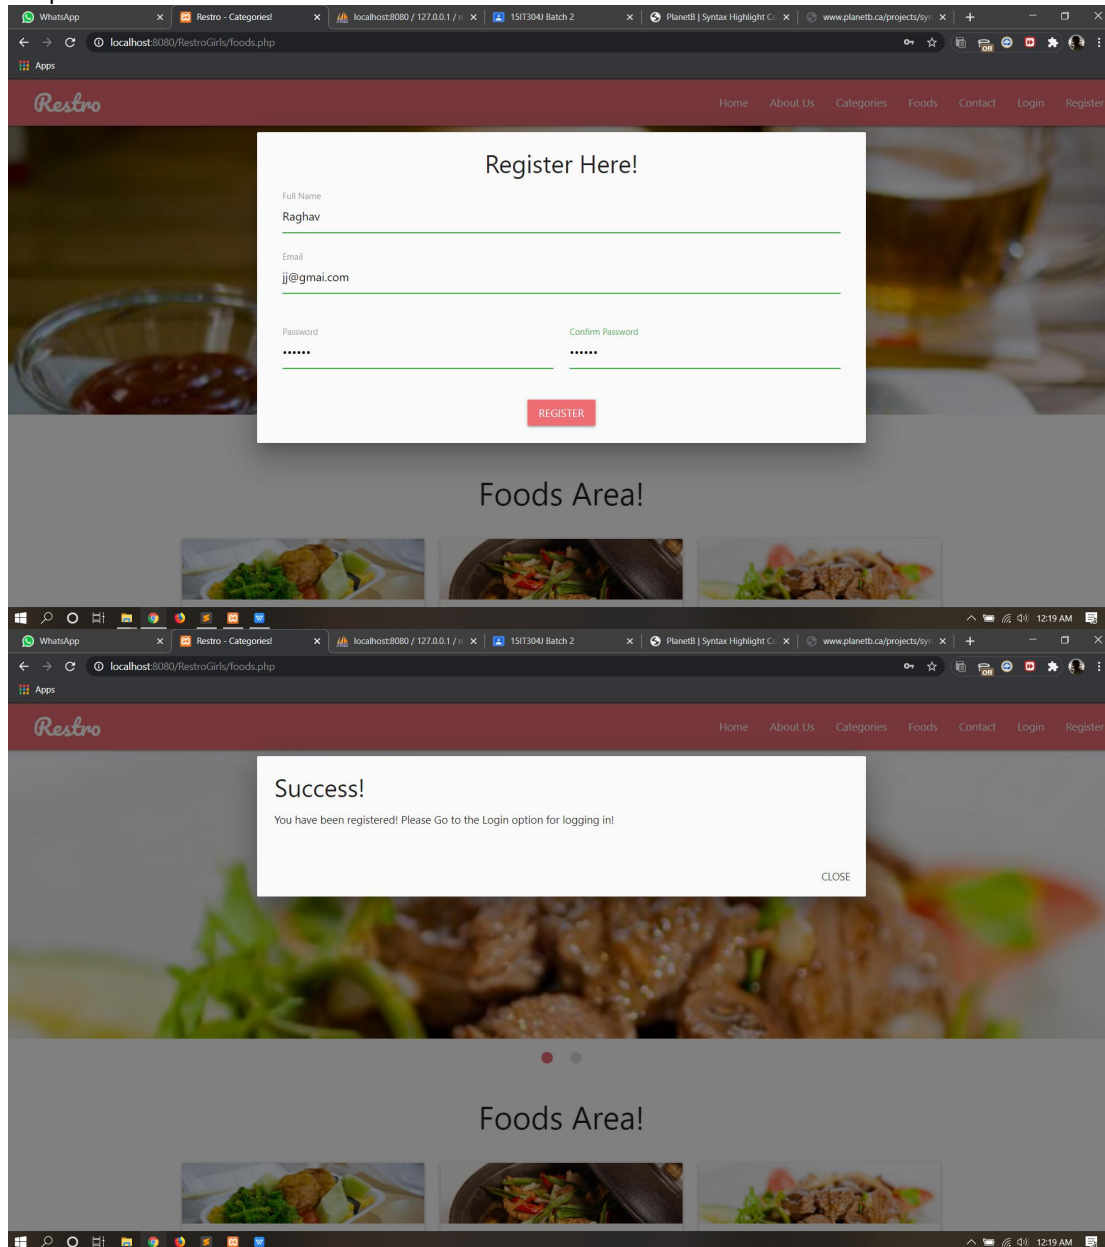 WhatsApp
Restro - Categories!
localhost:8080 / 127.0.0.1 /
15IT304J Batch 2
PlanetB | Syntax Highlight
www.planetb.ca/projects/syn
localhost:8080/RestroGirls/foods.php
Off
Apps
Restro
Home About Us Categories Foods Contact Login Register
Register Here!
Full Name
Raghav
Email
jj@gmai.com
Password Confirm Password
•••••• ••••••
REGISTER
Foods Area!
12:19 AM
WhatsApp
Restro - Categories!
localhost:8080 / 127.0.0.1 /
15IT304J Batch 2
PlanetB | Syntax Highlight
www.planetb.ca/projects/syn
localhost:8080/RestroGirls/foods.php
Off
Apps
Restro
Home About Us Categories Foods Contact Login Register
Success!
You have been registered! Please Go to the Login option for logging in!
CLOSE
Foods Area!
12:19 AM